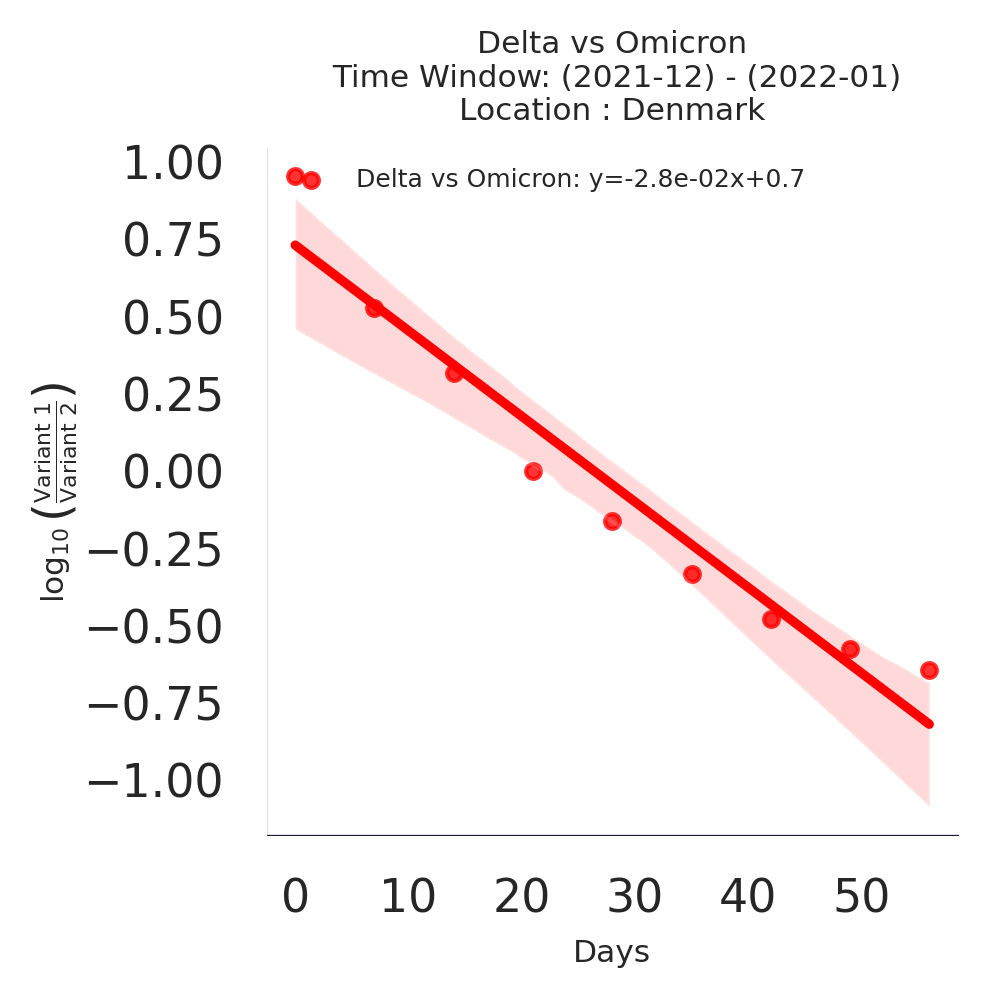 Delta vs Omicron
Time Window: (2021-12) - (2022-01)
Location : Denmark
Delta vs Omicron: y=-2.8e-02x+0.7
1.00
0.75
0.50
0.25
0.00
−0.25
−0.50
−0.75
−1.00
log₁₀(Variant 1/Variant 2)
0 10 20 30 40 50
Days